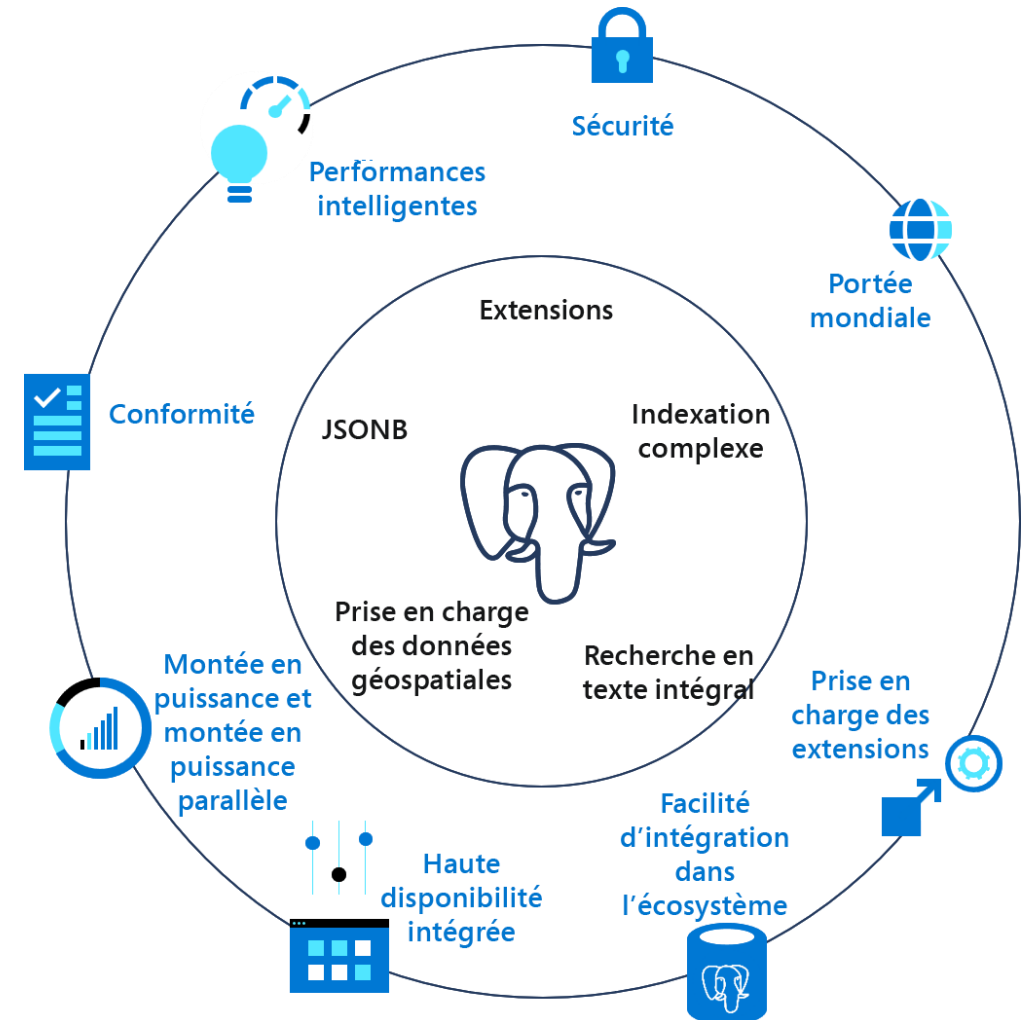 Sécurité
Performances
intelligentes
Portée
mondiale
Extensions
Conformité
JSONB
Indexation
complexe
Prise en charge
des données
géospatiales
Recherche en
texte intégral
Montée en
puissance et
montée en
puissance
parallèle
Prise en
charge des
extensions
Haute
disponibilité
intégrée
Facilité
d’intégration
dans
l’écosystème